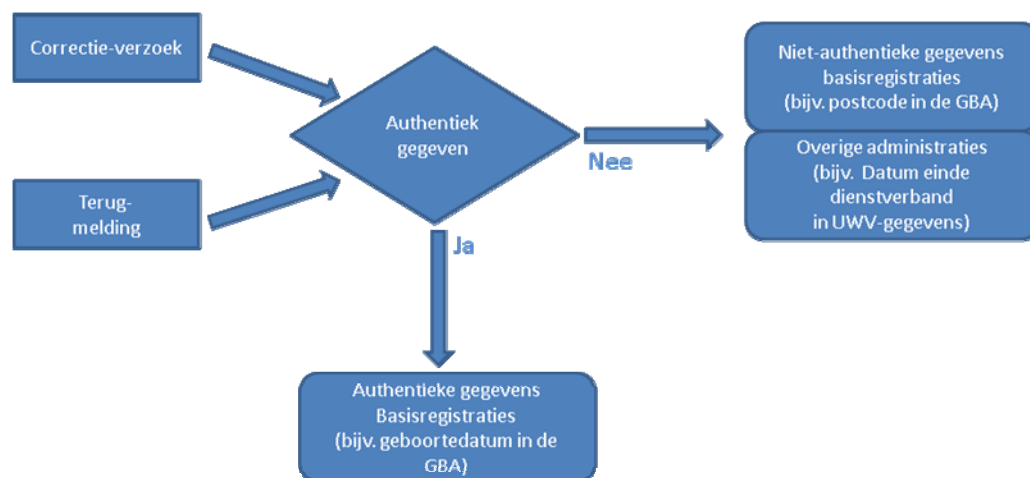 Correctie-verzoek
Authentiek
gegeven
Terug-
melding
Nee
Niet-authentieke gegevens
basisregistraties
(bijv. postcode in de GBA)
Overige administraties
(bijv. Datum einde
dienstverband
in UWV-gegevens)
Ja
Authentieke gegevens
Basisregistraties
(bijv. geboortedatum in de
GBA)